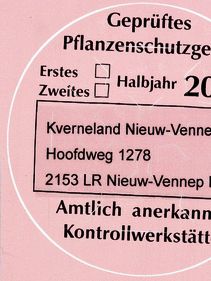 Geprüftes
Pflanzenschutzge
Erstes
Zweites
Halbjahr 20
Kverneland Nieuw-Venne
Hoofdweg 1278
2153 LR Nieuw-Vennep
Amtlich anerkann
Kontrollwerkstätt